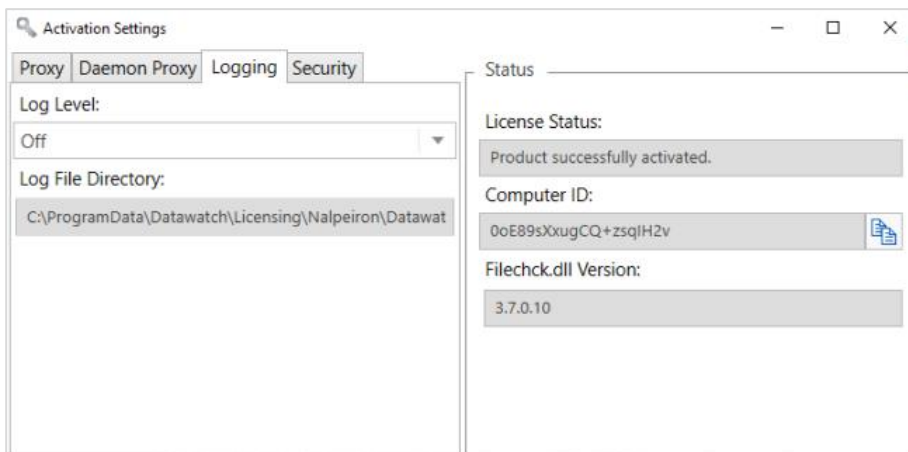 Activation Settings
Proxy Daemon Proxy Logging Security
Log Level:
Off
Log File Directory:
C:\ProgramData\Datawatch\Licensing\Nalpeiron\Datawat
Status
License Status:
Product successfully activated.
Computer ID:
0oE89sXxugCQ+zsqIH2v
Filechck.dll Version:
3.7.0.10